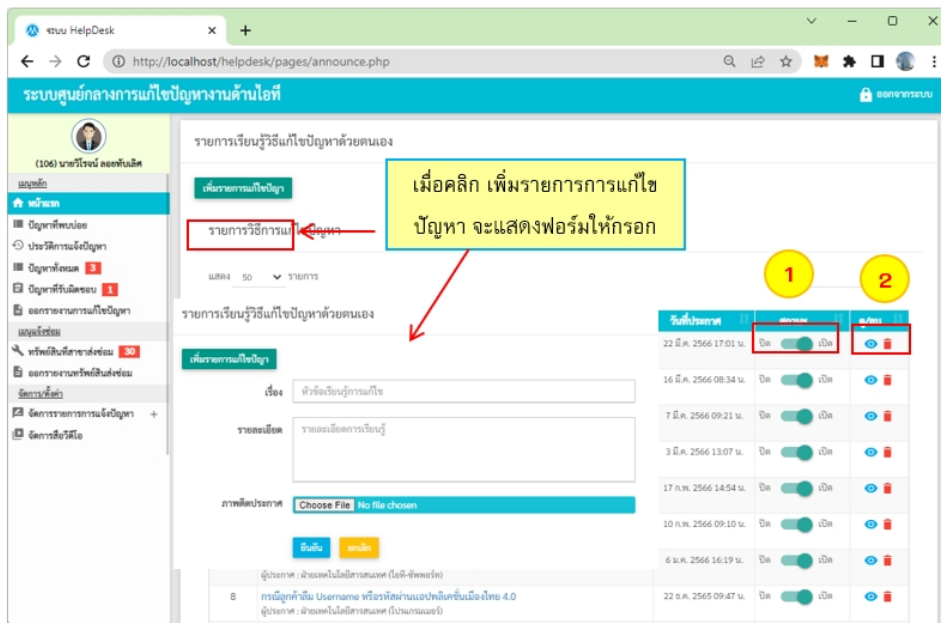 ระบบ HelpDesk
http://localhost/helpdesk/pages/announce.php
ระบบศูนย์กลางการแก้ไขปัญหางานด้านไอที
ออกจากระบบ
(106) นายวิโรจน์ ลอยทับเลิศ
เมนูหลัก
หน้าแรก
ปัญหาที่พบบ่อย
ประวัติการแจ้งปัญหา
ปัญหาทั้งหมด 3
ปัญหาที่รับผิดชอบ 1
ออกรายงานการแก้ไขปัญหา
เมนูแจ้งซ่อม
ทรัพย์สินที่สาขาส่งซ่อม 30
ออกรายงานทรัพย์สินส่งซ่อม
จัดการ/ตั้งค่า
จัดการรายการการแจ้งปัญหา +
จัดการสื่อวีดีโอ
รายการเรียนรู้วิธีแก้ไขปัญหาด้วยตนเอง
เพิ่มรายการแก้ไขปัญหา
เมื่อคลิก เพิ่มรายการการแก้ไข
ปัญหา จะแสดงฟอร์มให้กรอก
รายการวิธีการแก้ไขปัญหา
แสดง 50 รายการ
1
2
รายการเรียนรู้วิธีแก้ไขปัญหาด้วยตนเอง
เพิ่มรายการแก้ไขปัญหา
เรื่อง หัวข้อเรียนรู้การแก้ไข
รายละเอียด รายละเอียดการเรียนรู้
ภาพติดประกาศ Choose File No file chosen
ยืนยัน ยกเลิก
วันที่ประกาศ สถานะ ดู/ลบ
22 มี.ค. 2566 17:01 น. ปิด เปิด
16 มี.ค. 2566 08:34 น. ปิด เปิด
7 มี.ค. 2566 09:21 น. ปิด เปิด
3 มี.ค. 2566 13:07 น. ปิด เปิด
17 ก.พ. 2566 14:54 น. ปิด เปิด
10 ก.พ. 2566 09:10 น. ปิด เปิด
6 ม.ค. 2566 16:19 น. ปิด เปิด
ผู้ประกาศ : ฝ่ายเทคโนโลยีสารสนเทศ (ไอที-ซัพพอร์ท)
8 กรณีลูกค้าลืม Username หรือรหัสผ่านแอปพลิเคชั่นเมืองไทย 4.0 22 ธ.ค. 2565 09:47 น. ปิด เปิด
ผู้ประกาศ : ฝ่ายเทคโนโลยีสารสนเทศ (โปรแกรมเมอร์)